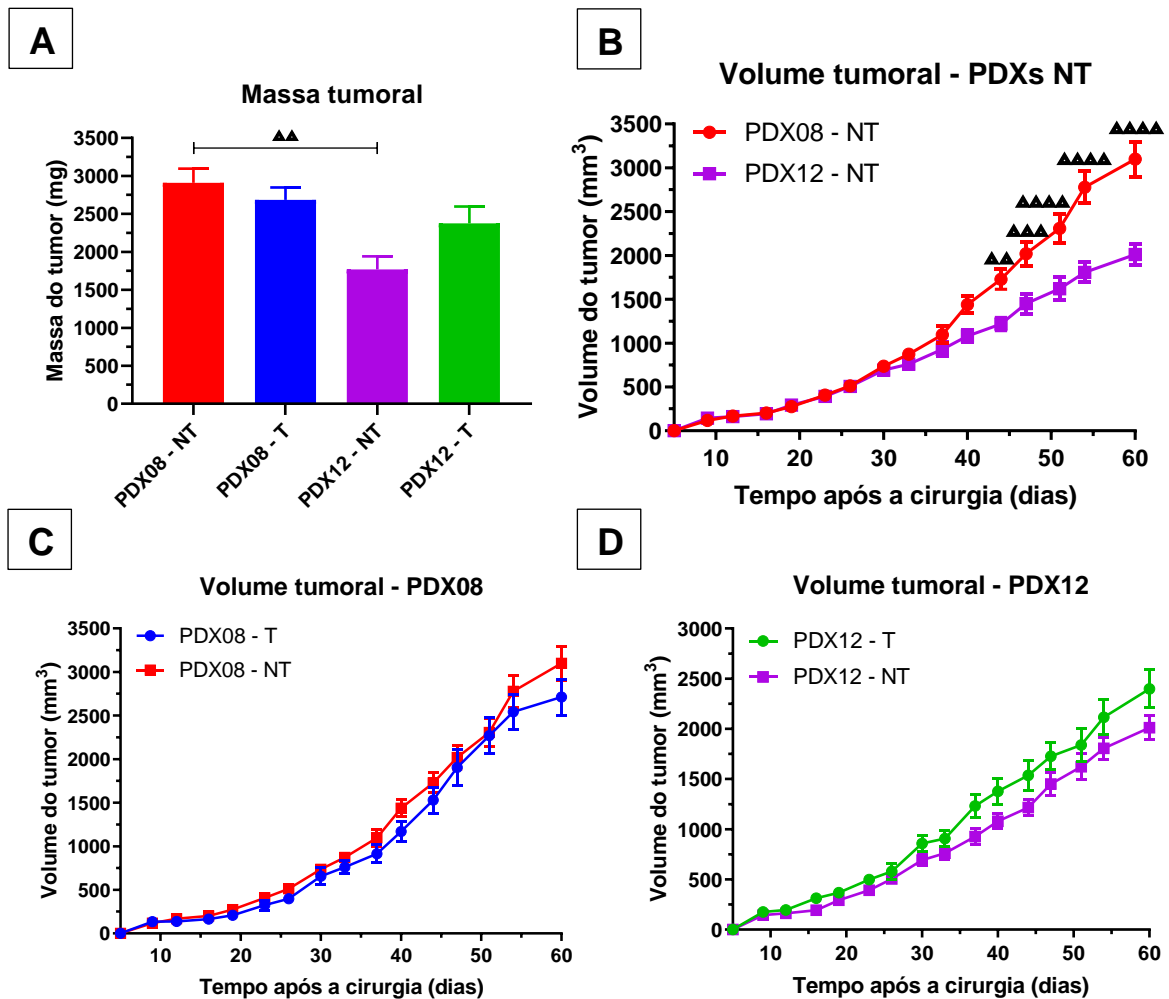 A
Massa tumoral
Massa do tumor (mg)
3500
3000
2500
2000
1500
1000
500
0
PDX08 - NT
PDX08 - T
PDX12 - NT
PDX12 - T
B
Volume tumoral - PDXs NT
PDX08 - NT
PDX12 - NT
Volume do tumor (mm³)
3500
3000
2500
2000
1500
1000
500
0
10 20 30 40 50 60
Tempo após a cirurgia (dias)
C
Volume tumoral - PDX08
PDX08 - T
PDX08 - NT
Volume do tumor (mm³)
3500
3000
2500
2000
1500
1000
500
0
10 20 30 40 50 60
Tempo após a cirurgia (dias)
D
Volume tumoral - PDX12
PDX12 - T
PDX12 - NT
Volume do tumor (mm³)
3000
2500
2000
1500
1000
500
0
10 20 30 40 50 60
Tempo após a cirurgia (dias)